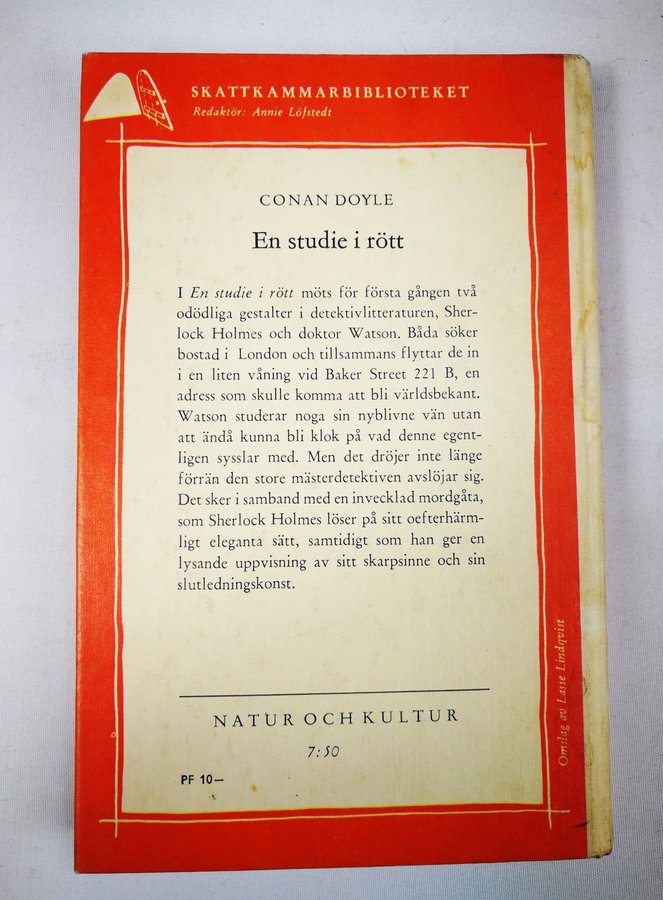 SKATTKAMMARBIBLIOTEKET
Redaktör: Annie Löfstedt
CONAN DOYLE
En studie i rött
I En studie i rött möts för första gången två
odödliga gestalter i detektivlitteraturen, Sher-
lock Holmes och doktor Watson. Båda söker
bostad i London och tillsammans flyttar de in
i en liten våning vid Baker Street 221 B, en
adress som skulle komma att bli världsbekant.
Watson studerar noga sin nyblivne vän utan
att ändå kunna bli klok på vad denne egent-
ligen sysslar med. Men det dröjer inte länge
förrän den store mästerdetektiven avslöjar sig.
Det sker i samband med en invecklad mordgåta,
som Sherlock Holmes löser på sitt oefterhärm-
ligt eleganta sätt, samtidigt som han ger en
lysande uppvisning av sitt skarpsinne och sin
slutledningskonst.
NATUR OCH KULTUR
7:50
PF 10—
Omslag av Lasse Lindqvist